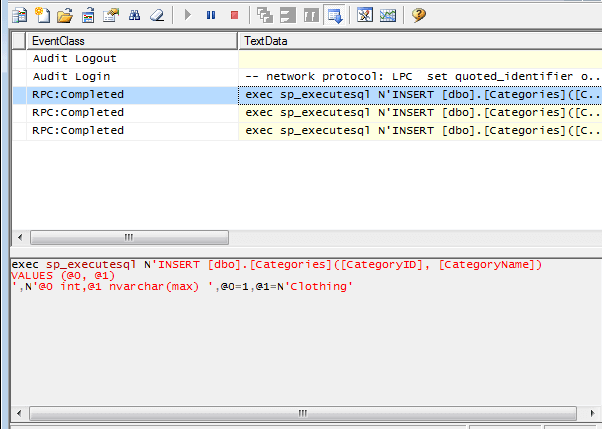 EventClass TextData
Audit Logout
Audit Login -- network protocol: LPC set quoted_identifier o...
RPC:Completed exec sp_executesql N'INSERT [dbo].[Categories]([C...
RPC:Completed exec sp_executesql N'INSERT [dbo].[Categories]([C...
RPC:Completed exec sp_executesql N'INSERT [dbo].[Categories]([C...
exec sp_executesql N'INSERT [dbo].[Categories]([CategoryID], [CategoryName])
VALUES (@0, @1)
',N'@0 int,@1 nvarchar(max) ',@0=1,@1=N'Clothing'